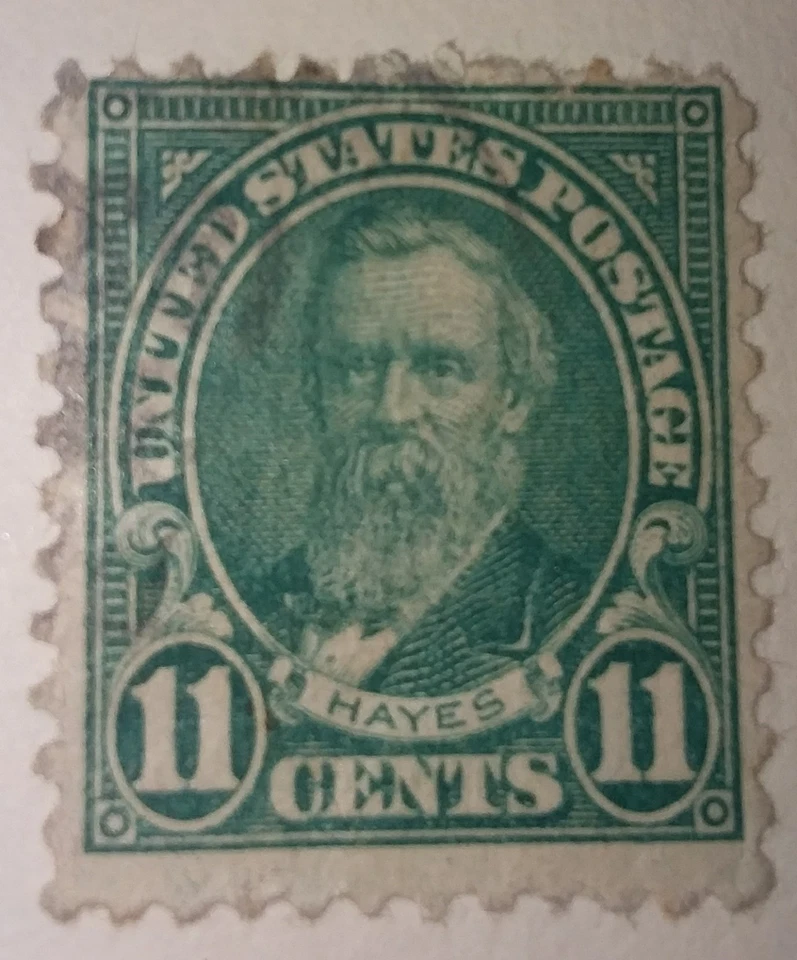 UNITED STATES POSTAGE
HAYES
11 CENTS 11